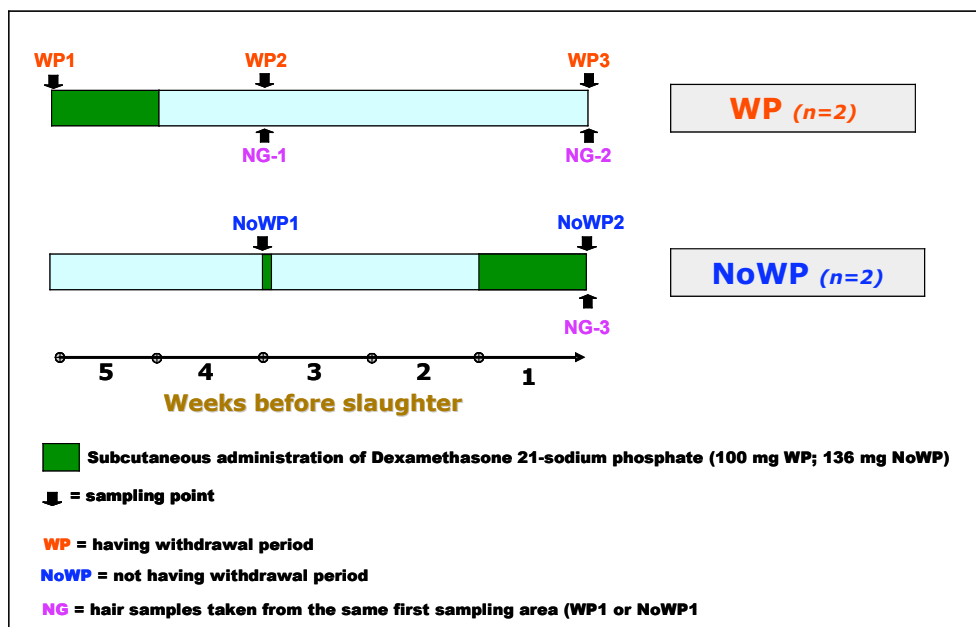 WP1 WP2 WP3
WP (n=2)
NG-1 NG-2
NoWP1 NoWP2
NoWP (n=2)
NG-3
5 4 3 2 1
Weeks before slaughter
Subcutaneous administration of Dexamethasone 21-sodium phosphate (100 mg WP; 136 mg NoWP)
= sampling point
WP = having withdrawal period
NoWP = not having withdrawal period
NG = hair samples taken from the same first sampling area (WP1 or NoWP1